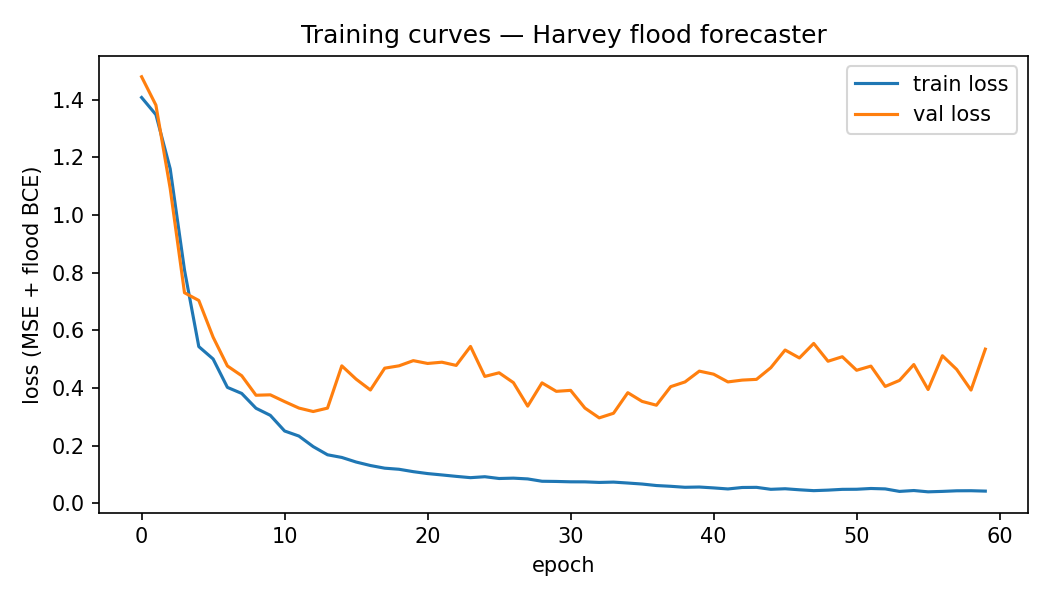 Training curves — Harvey flood forecaster
train loss
val loss
loss (MSE + flood BCE)
1.4
1.2
1.0
0.8
0.6
0.4
0.2
0.0
0 10 20 30 40 50 60
epoch